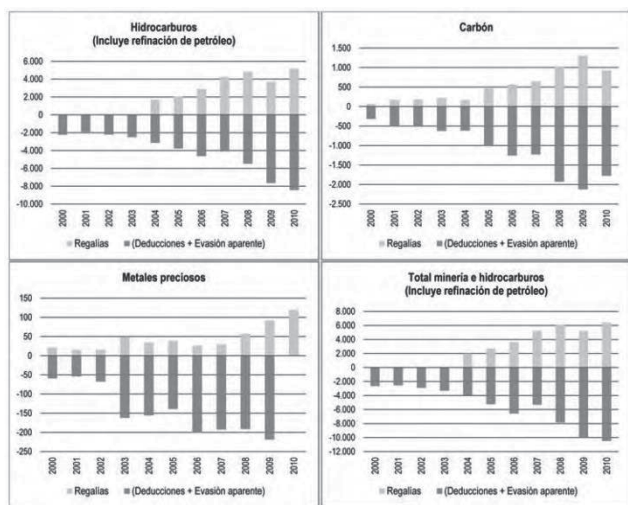 Hidrocarburos
(Incluye refinación de petróleo)
6.000
4.000
2.000
0
-2.000
-4.000
-6.000
-8.000
-10.000
2000 2001 2002 2003 2004 2005 2006 2007 2008 2009 2010
Regalías (Deducciones + Evasión aparente)
Carbón
1.500
1.000
500
0
-500
-1.000
-1.500
-2.000
-2.500
2000 2001 2002 2003 2004 2005 2006 2007 2008 2009 2010
Regalías (Deducciones + Evasión aparente)
Metales preciosos
150
100
50
0
-50
-100
-150
-200
-250
2000 2001 2002 2003 2004 2005 2006 2007 2008 2009 2010
Regalías (Deducciones + Evasión aparente)
Total minería e hidrocarburos
(Incluye refinación de petróleo)
8.000
6.000
4.000
2.000
0
-2.000
-4.000
-6.000
-8.000
-10.000
-12.000
2000 2001 2002 2003 2004 2005 2006 2007 2008 2009 2010
Regalías (Deducciones + Evasión aparente)